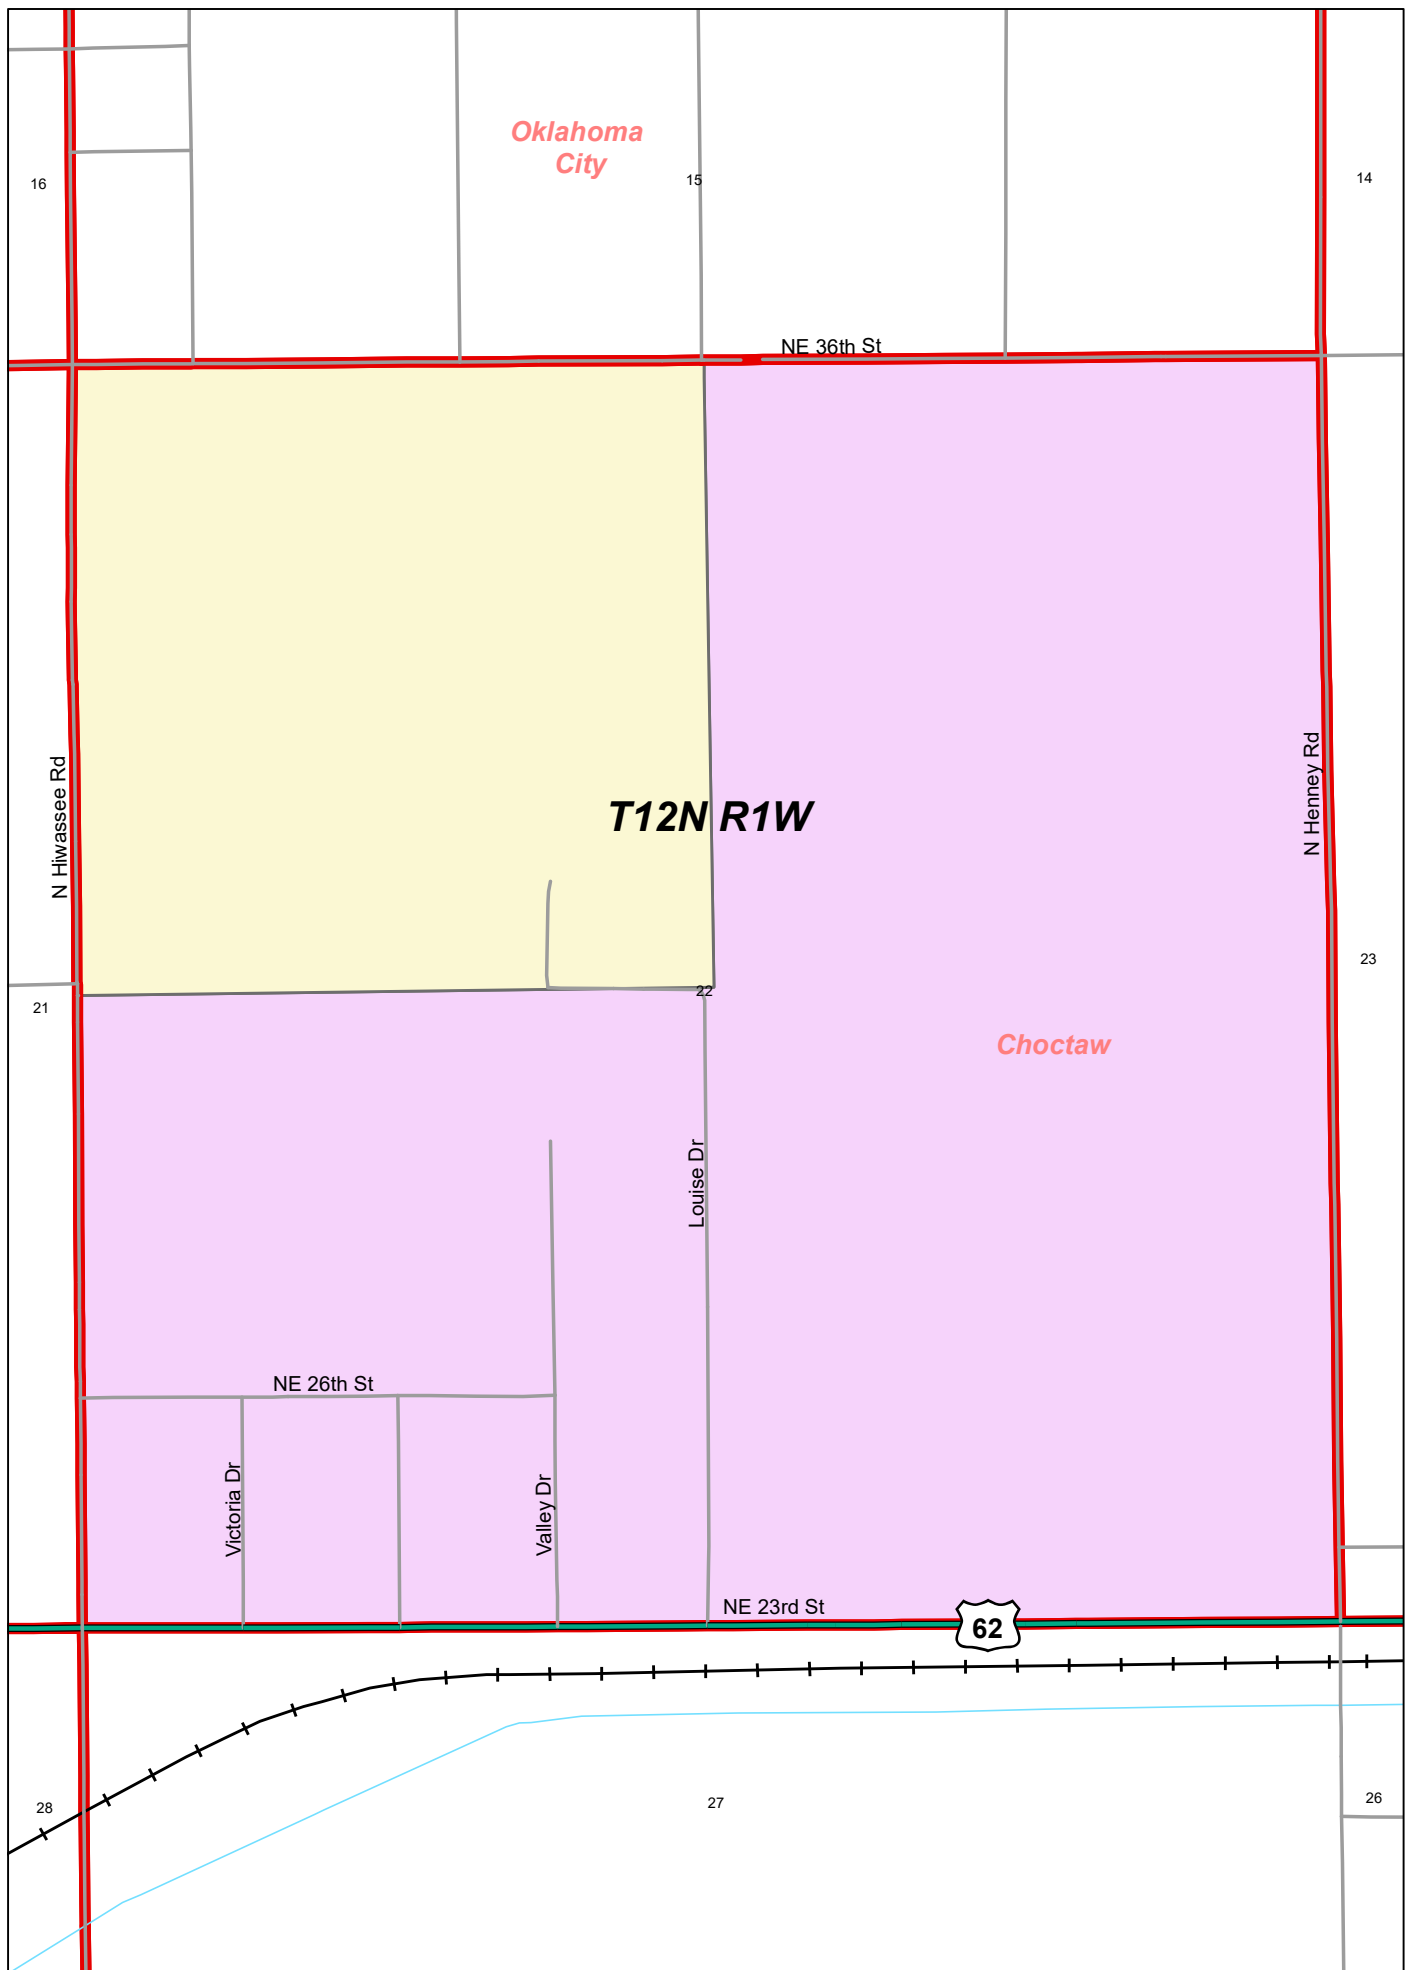 Oklahoma
City
16
15
14
NE 36th St
N Hiwassee Rd
N Henney Rd
T12N R1W
23
22
21
Choctaw
Louise Dr
NE 26th St
Victoria Dr
Valley Dr
NE 23rd St
62
28
27
26